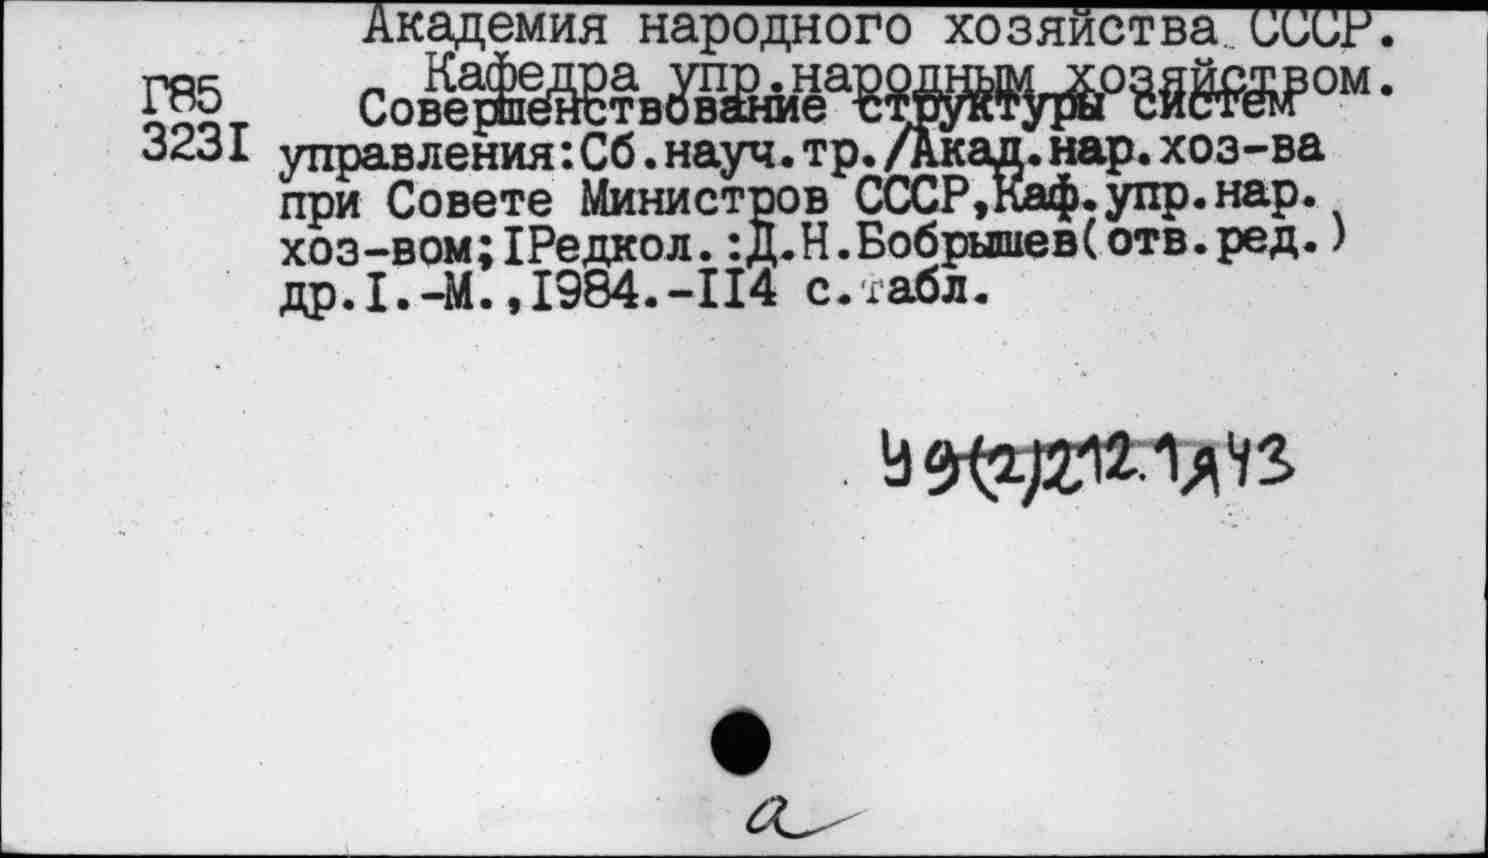 Академия народного хозяйства СССР.
Кафедра упр.народным хозяйством.
Г85 Совершенствование структуры систем
323I управления:Сб.науч.тр./Акад.нар.хоз-ва
при Совете Министров СССР,Каф.упр.нар.
хоз-вом;IРедкол.:Д.Н.Бобрышев(отв.ред.)
др.I.-М.,I984.-II4 с.табл.
У9(2)212.1я43
а